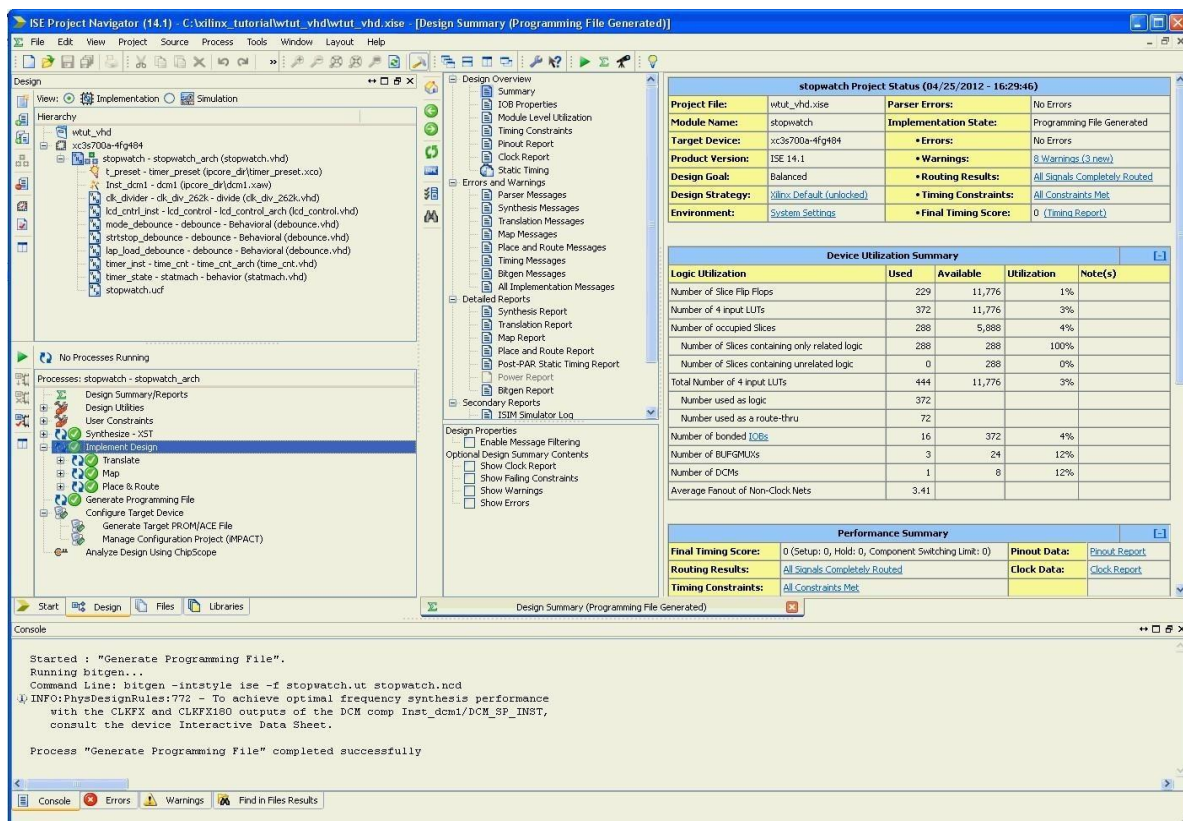 ISE Project Navigator (14.1) - C:\xilinx_tutorial\wtut_vhd\wtut_vhd.xise - [Design Summary (Programming File Generated)]
File Edit View Project Source Process Tools Window Layout Help
Design
View: Implementation Simulation
Hierarchy
wtut_vhd
xc3s700a-4fg484
stopwatch - stopwatch_arch (stopwatch.vhd)
t_preset - timer_preset (ipcore_dir\timer_preset.xco)
Inst_dcm1 - dcm1 (ipcore_dir\dcm1.xaw)
clk_divider - clk_div_262k - divide (clk_div_262k.vhd)
lcd_cntrl_inst - lcd_control - lcd_control_arch (lcd_control.vhd)
mode_debounce - debounce - Behavioral (debounce.vhd)
strtstop_debounce - debounce - Behavioral (debounce.vhd)
lap_load_debounce - debounce - Behavioral (debounce.vhd)
timer_inst - time_cnt - time_cnt_arch (time_cnt.vhd)
timer_state - statmach - behavior (statmach.vhd)
stopwatch.ucf
No Processes Running
Processes: stopwatch - stopwatch_arch
Design Summary/Reports
Design Utilities
User Constraints
Synthesize - XST
Implement Design
Translate
Map
Place & Route
Generate Programming File
Configure Target Device
Generate Target PROM/ACE File
Manage Configuration Project (iMPACT)
Analyze Design Using ChipScope
Start Design Files Libraries
Design Overview
Summary
IOB Properties
Module Level Utilization
Timing Constraints
Pinout Report
Clock Report
Static Timing
Errors and Warnings
Parser Messages
Synthesis Messages
Translation Messages
Map Messages
Place and Route Messages
Timing Messages
Bitgen Messages
All Implementation Messages
Detailed Reports
Synthesis Report
Translation Report
Map Report
Place and Route Report
Post-PAR Static Timing Report
Power Report
Bitgen Report
Secondary Reports
ISIM Simulator Log
Design Properties
Enable Message Filtering
Optional Design Summary Contents
Show Clock Report
Show Failing Constraints
Show Warnings
Show Errors
stopwatch Project Status (04/25/2012 - 16:29:46)
Project File: wtut_vhd.xise Parser Errors: No Errors
Module Name: stopwatch Implementation State: Programming File Generated
Target Device: xc3s700a-4fg484 •Errors: No Errors
Product Version: ISE 14.1 •Warnings: 8 Warnings (3 new)
Design Goal: Balanced •Routing Results: All Signals Completely Routed
Design Strategy: Xilinx Default (unlocked) •Timing Constraints: All Constraints Met
Environment: System Settings •Final Timing Score: 0 (Timing Report)
Device Utilization Summary [-]
Logic Utilization Used Available Utilization Note(s)
Number of Slice Flip Flops 229 11,776 1%
Number of 4 input LUTs 372 11,776 3%
Number of occupied Slices 288 5,888 4%
Number of Slices containing only related logic 288 288 100%
Number of Slices containing unrelated logic 0 288 0%
Total Number of 4 input LUTs 444 11,776 3%
Number used as logic 372
Number used as a route-thru 72
Number of bonded IOBs 16 372 4%
Number of BUFGMUXs 3 24 12%
Number of DCMs 1 8 12%
Average Fanout of Non-Clock Nets 3.41
Performance Summary [-]
Final Timing Score: 0 (Setup: 0, Hold: 0, Component Switching Limit: 0) Pinout Data: Pinout Report
Routing Results: All Signals Completely Routed Clock Data: Clock Report
Timing Constraints: All Constraints Met
Design Summary (Programming File Generated)
Console
Started : "Generate Programming File".
Running bitgen...
Command Line: bitgen -intstyle ise -f stopwatch.ut stopwatch.ncd
INFO:PhysDesignRules:772 - To achieve optimal frequency synthesis performance
with the CLKFX and CLKFX180 outputs of the DCM comp Inst_dcm1/DCM_SP_INST,
consult the device Interactive Data Sheet.
Process "Generate Programming File" completed successfully
Console Errors Warnings Find in Files Results